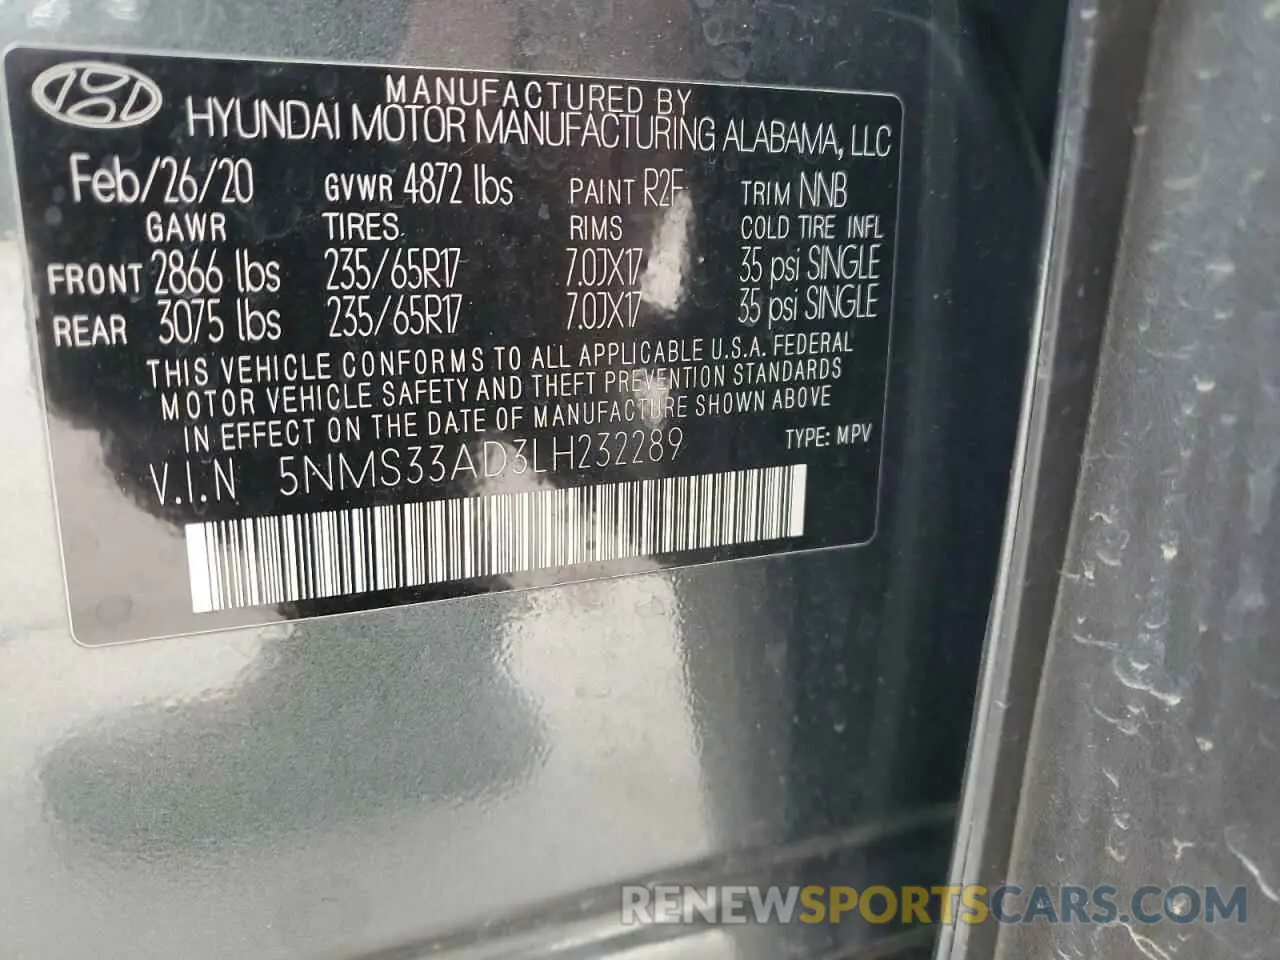 MANUFACTURED BY
HYUNDAI MOTOR MANUFACTURING ALABAMA, LLC
Feb/26/20 GVWR 4872 lbs PAINT R2F TRIM NNB
GAWR TIRES RIMS COLD TIRE INFL
FRONT 2866 lbs 235/65R17 7.0JX17 35 psi SINGLE
REAR 3075 lbs 235/65R17 7.0JX17 35 psi SINGLE
THIS VEHICLE CONFORMS TO ALL APPLICABLE U.S.A. FEDERAL
MOTOR VEHICLE SAFETY AND THEFT PREVENTION STANDARDS
IN EFFECT ON THE DATE OF MANUFACTURE SHOWN ABOVE
V.I.N 5NMS33AD3LH232289 TYPE: MPV
RENEWSPORTSCARS.COM